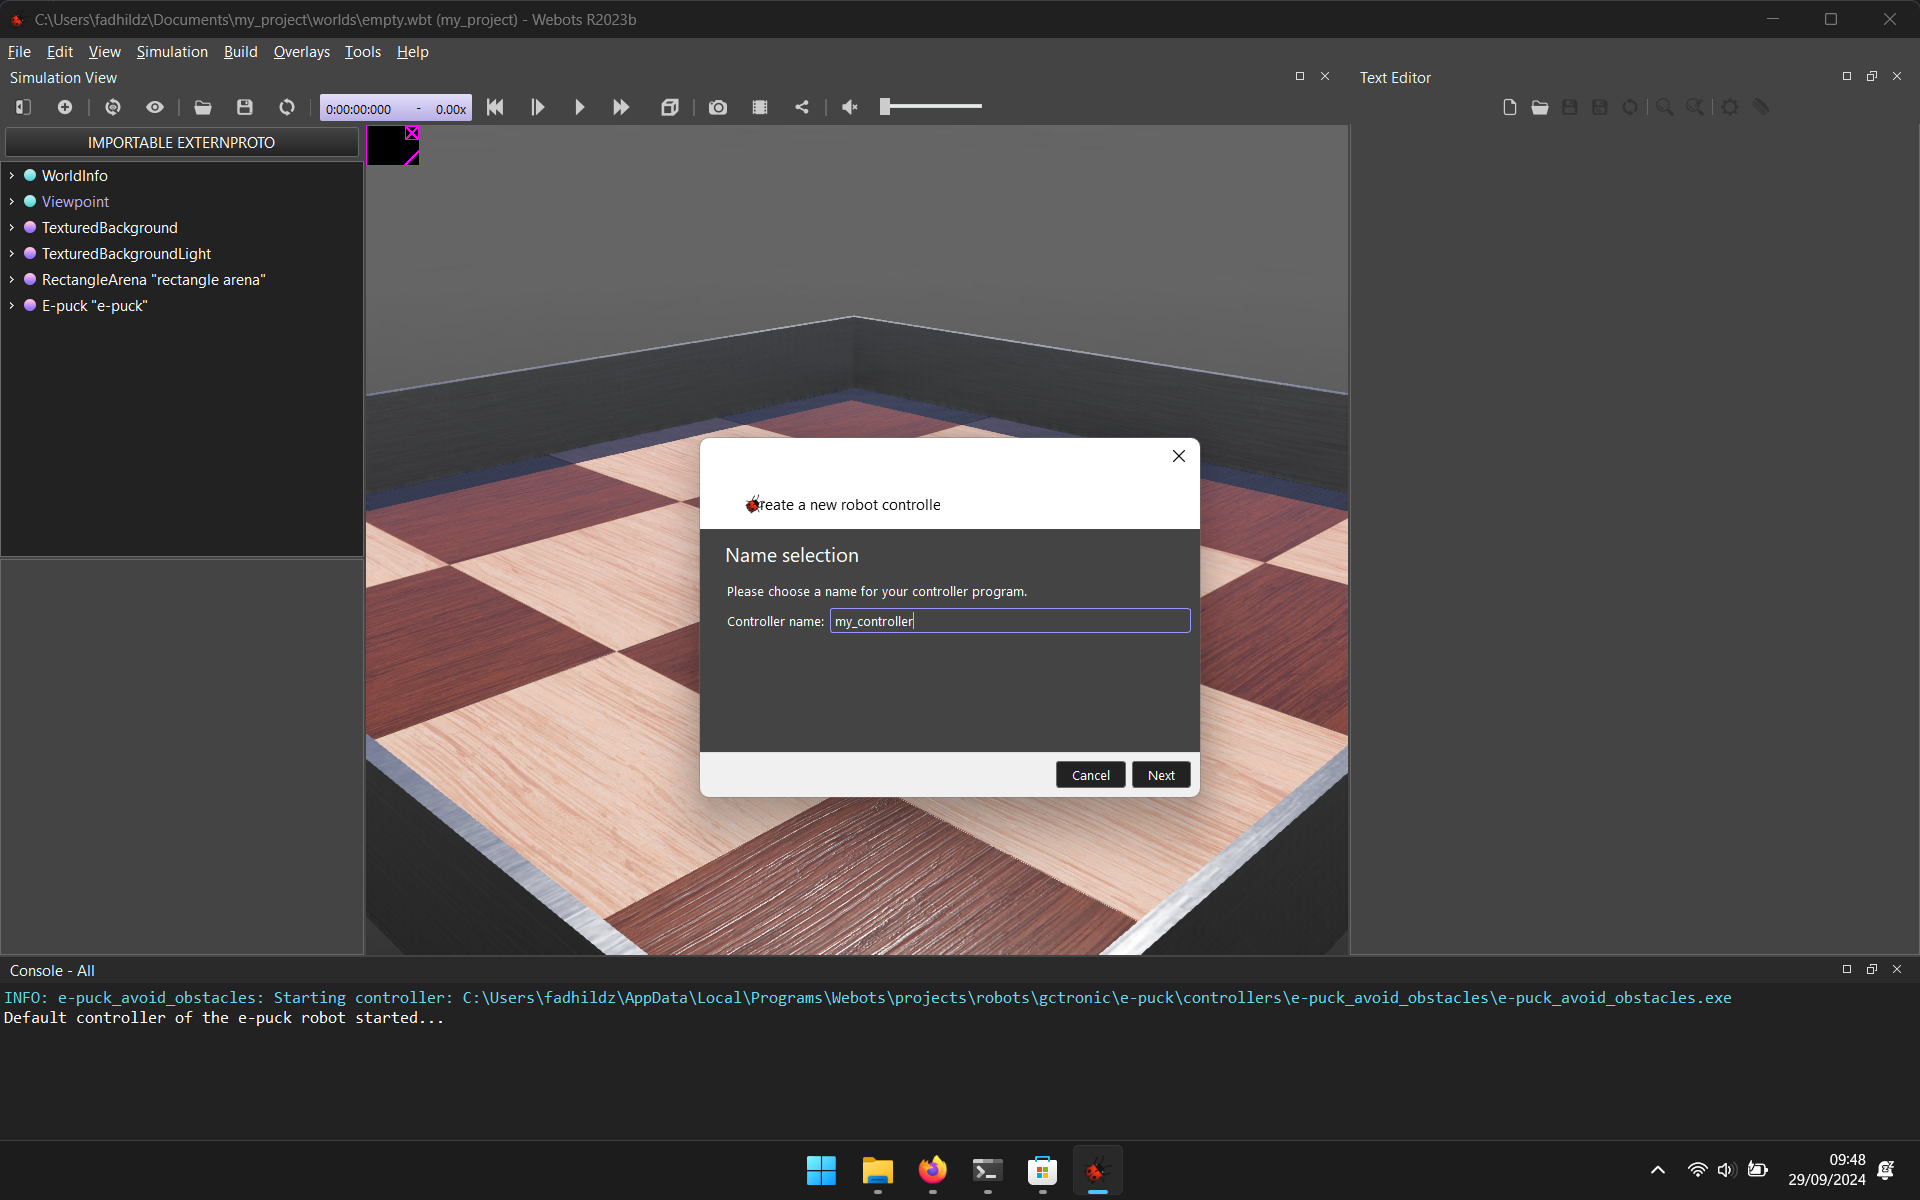 C:\Users\fadhildz\Documents\my_project\worlds\empty.wbt (my_project) - Webots R2023b
File Edit View Simulation Build Overlays Tools Help
Simulation View
Text Editor
0:00:00:000 - 0.00x
IMPORTABLE EXTERNPROTO
WorldInfo
Viewpoint
TexturedBackground
TexturedBackgroundLight
RectangleArena "rectangle arena"
E-puck "e-puck"
reate a new robot controlle
Name selection
Please choose a name for your controller program.
Controller name: my_controller
Cancel Next
Console - All
INFO: e-puck_avoid_obstacles: Starting controller: C:\Users\fadhildz\AppData\Local\Programs\Webots\projects\robots\gctronic\e-puck\controllers\e-puck_avoid_obstacles\e-puck_avoid_obstacles.exe
Default controller of the e-puck robot started...
09:48
29/09/2024